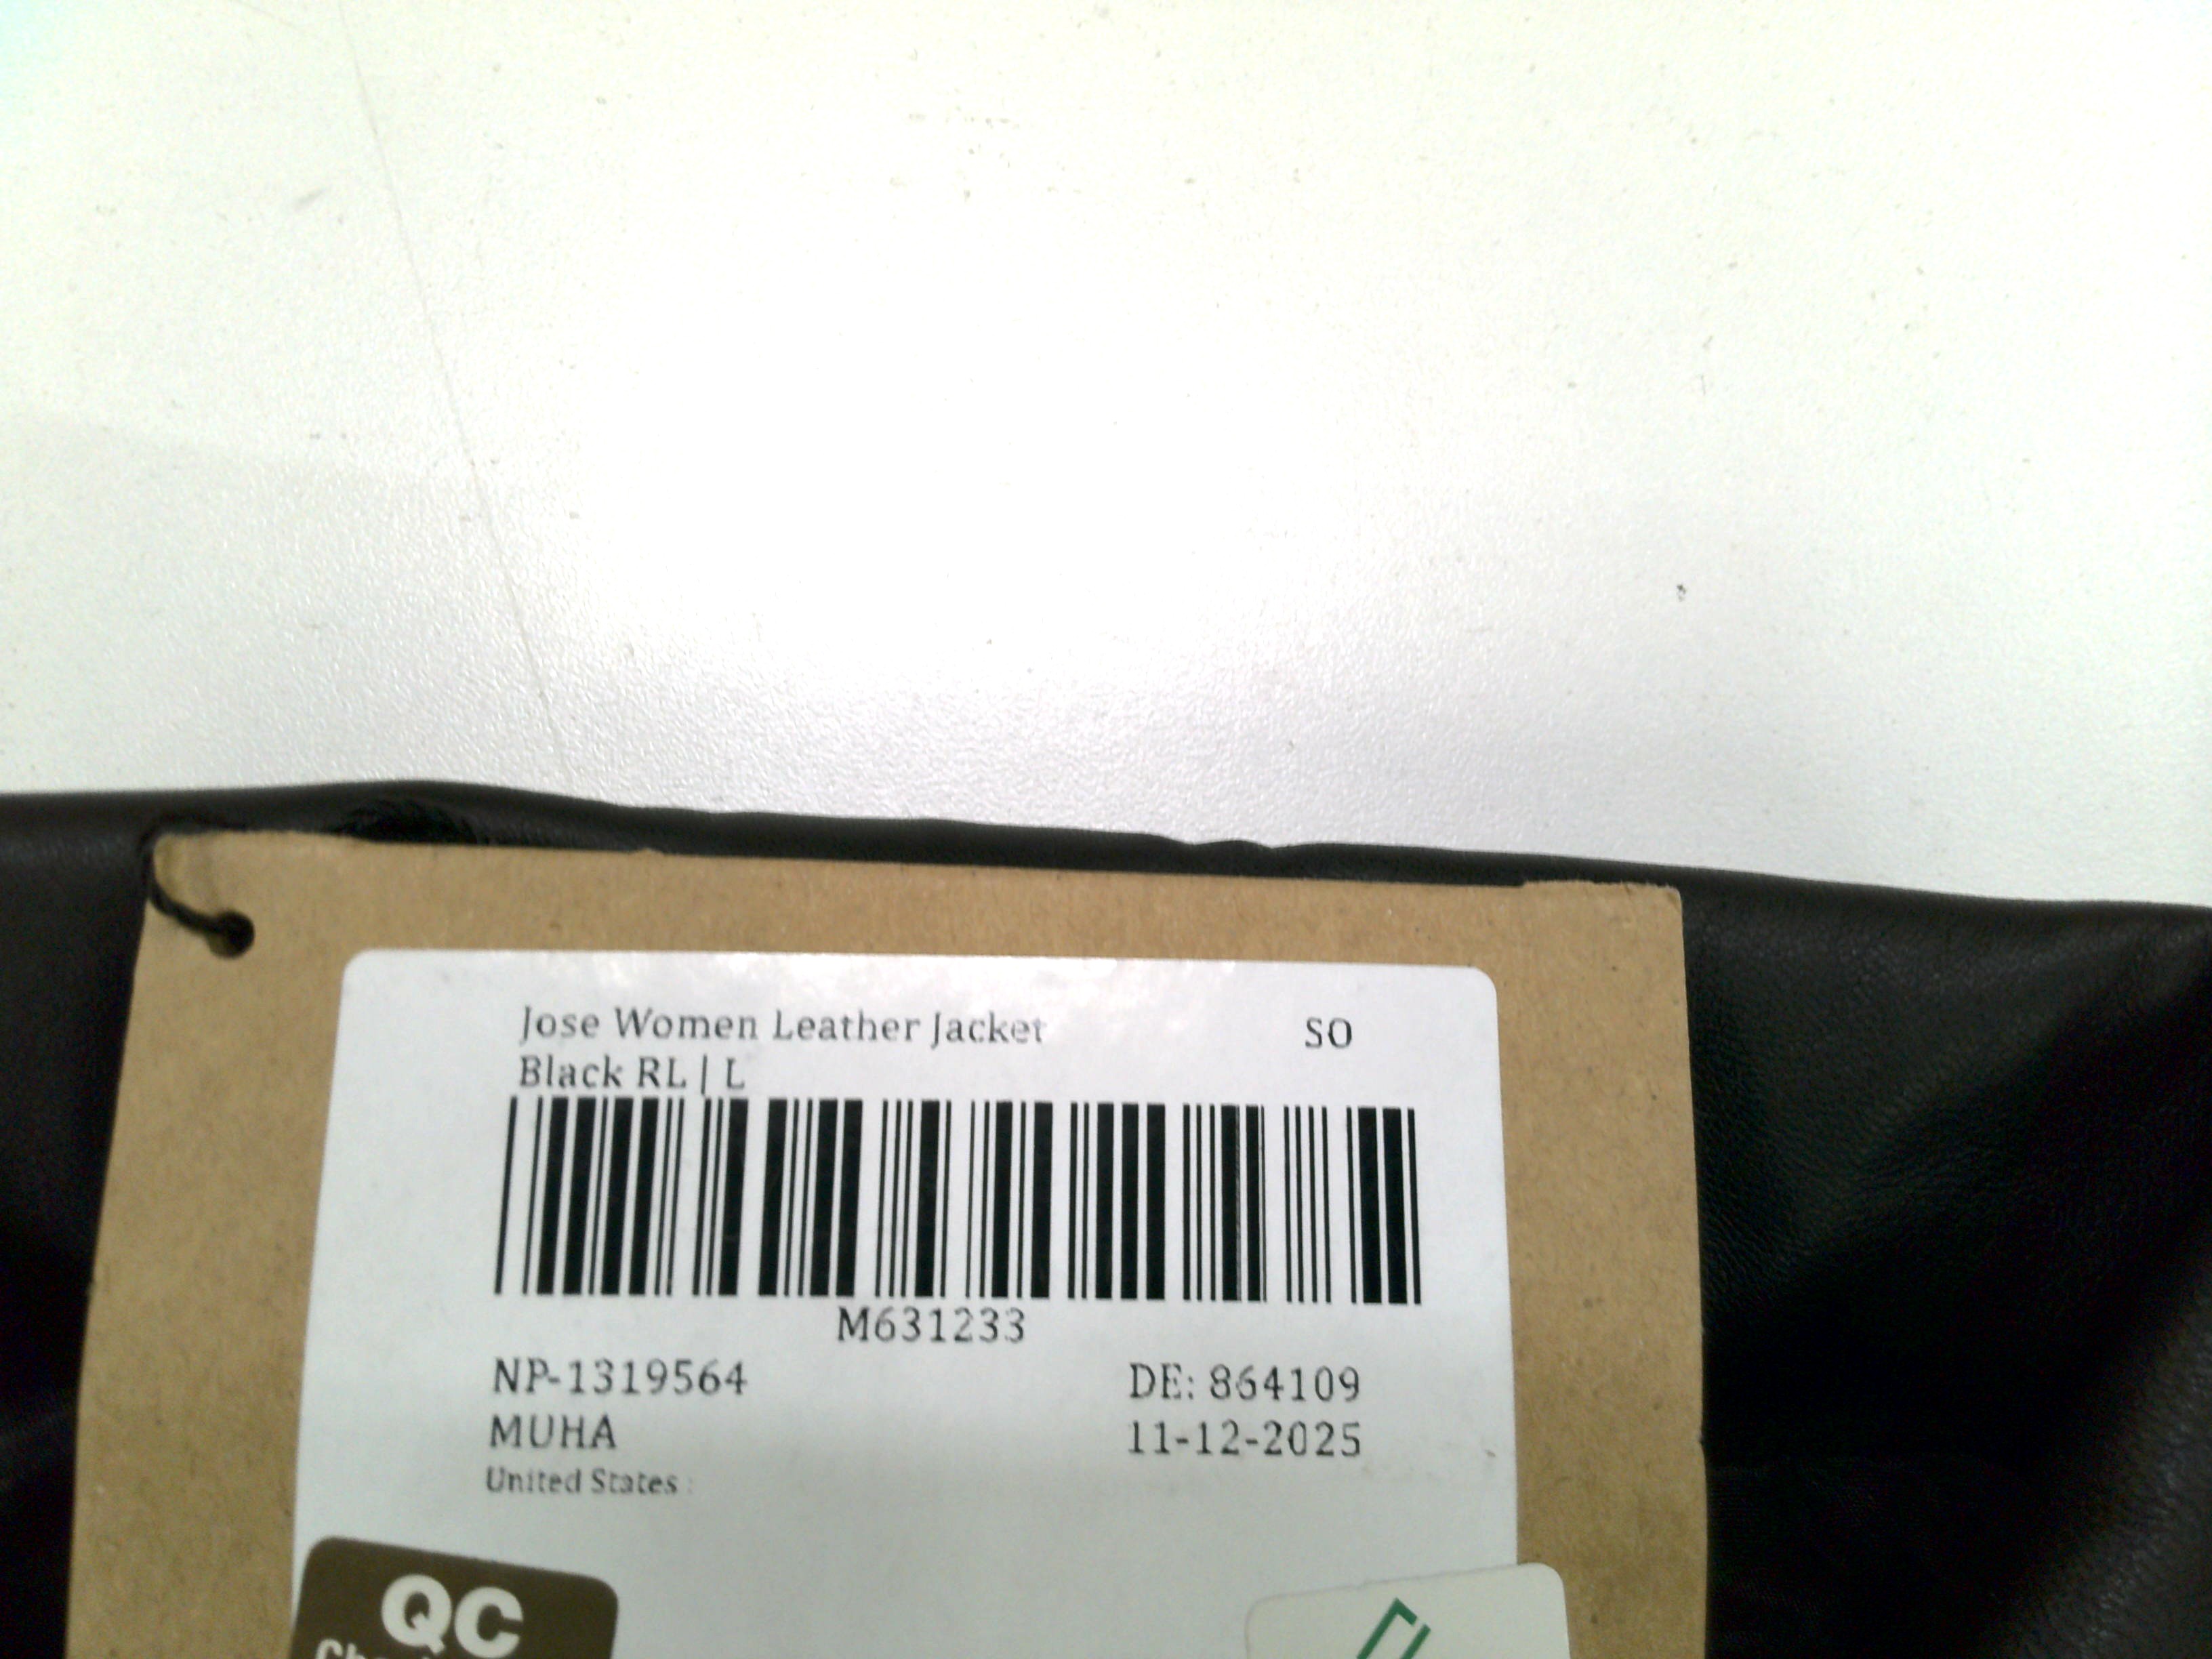 Jose Women Leather Jacket SO
Black RL | L
M631233
NP-1319564 DE: 864109
MUHA 11-12-2025
United States :
QC